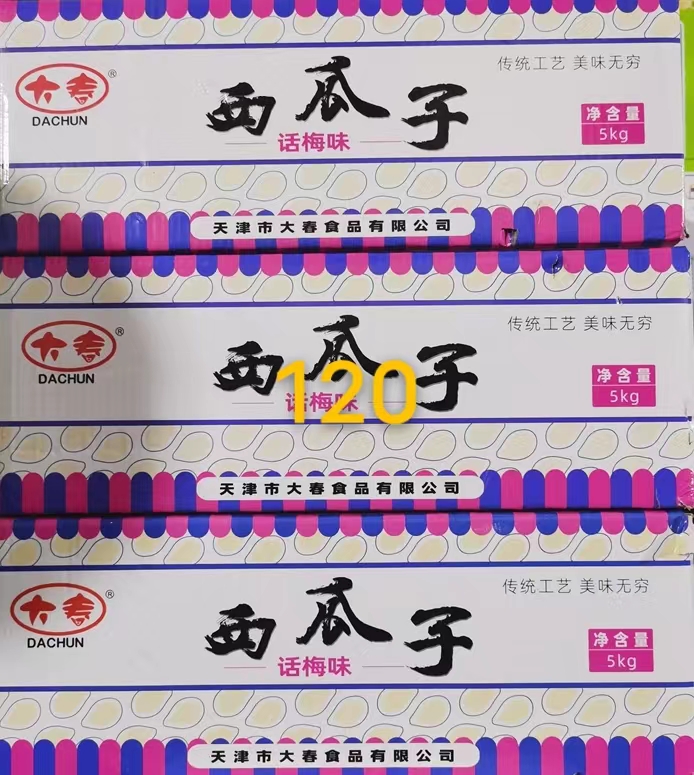 大春®
DACHUN
西瓜子
话梅味
传统工艺 美味无穷
净含量
5kg
天津市大春食品有限公司
大春®
DACHUN
西瓜子
话梅味
120
传统工艺 美味无穷
净含量
5kg
天津市大春食品有限公司
大春®
DACHUN
西瓜子
话梅味
传统工艺 美味无穷
净含量
5kg
天津市大春食品有限公司